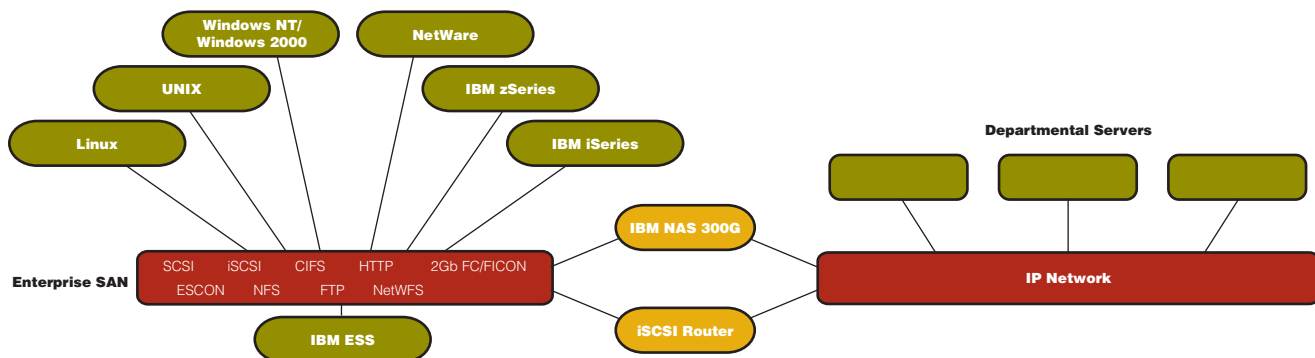 Windows NT/
Windows 2000
NetWare
UNIX
IBM zSeries
Linux
IBM iSeries
Departmental Servers
IBM NAS 300G
Enterprise SAN
SCSI iSCSI CIFS HTTP 2Gb FC/FICON
ESCON NFS FTP NetWFS
IP Network
iSCSI Router
IBM ESS